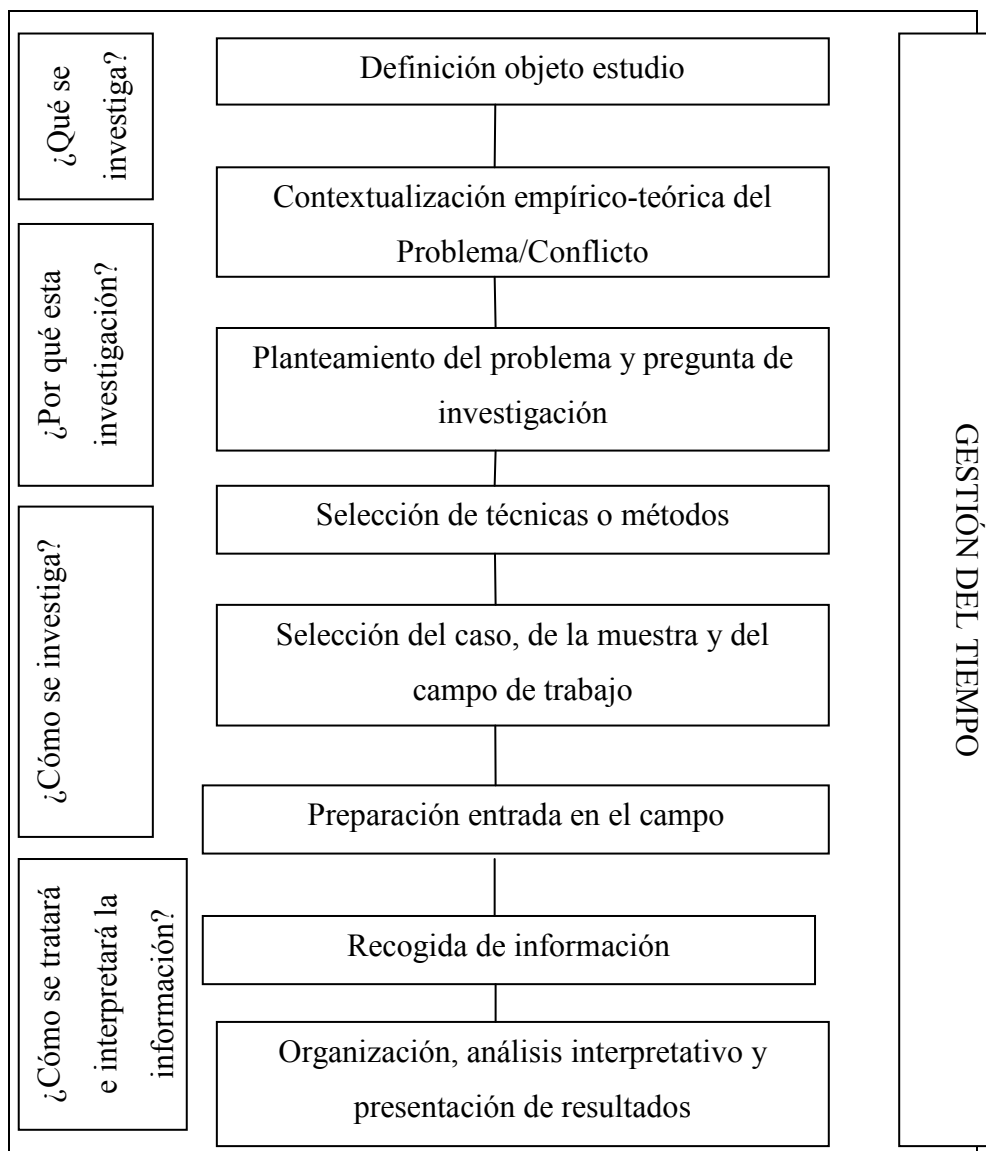 ¿Qué se
investiga?
Definición objeto estudio
Contextualización empírico-teórica del
Problema/Conflicto
¿Por qué esta
investigación?
Planteamiento del problema y pregunta de
investigación
Selección de técnicas o métodos
¿Cómo se investiga?
Selección del caso, de la muestra y del
campo de trabajo
Preparación entrada en el campo
¿Cómo se tratará
e interpretará la
información?
Recogida de información
Organización, análisis interpretativo y
presentación de resultados
GESTIÓN DEL TIEMPO